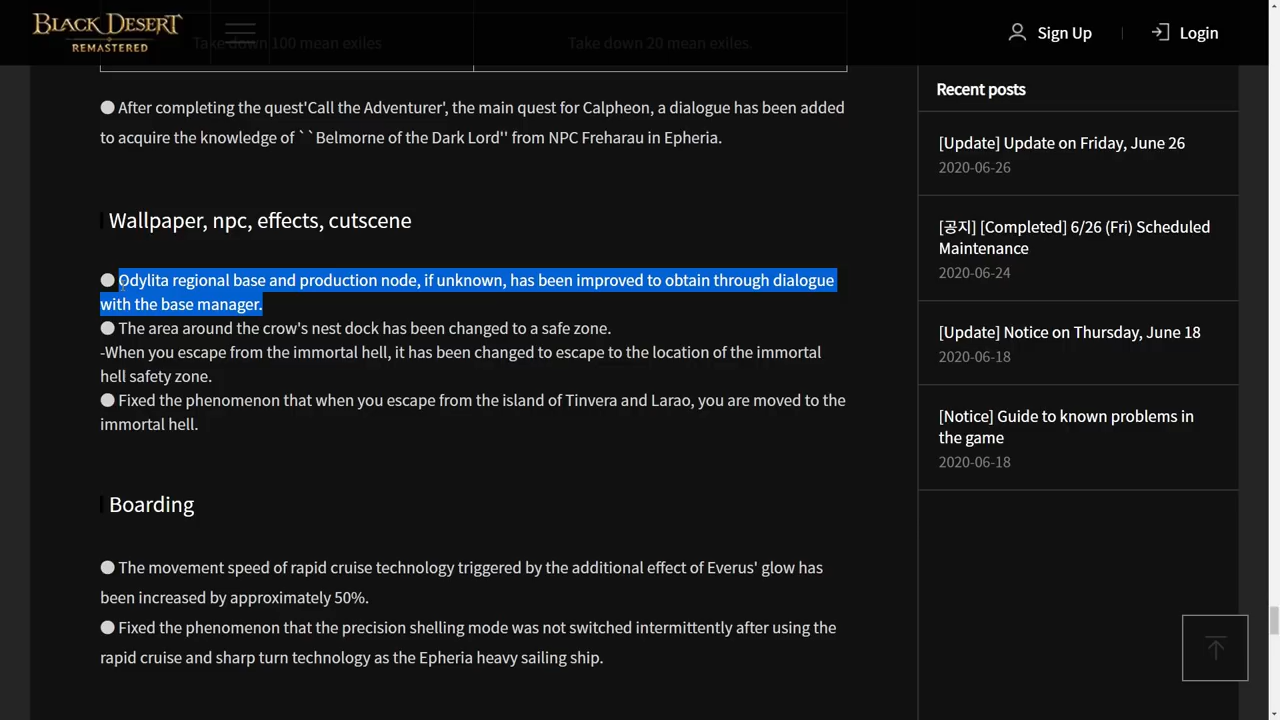 BLACK DESERT
REMASTERED
Sign Up
Login
Take down 100 mean exiles
Take down 20 mean exiles.
● After completing the quest'Call the Adventurer', the main quest for Calpheon, a dialogue has been added
to acquire the knowledge of ``Belmorne of the Dark Lord'' from NPC Freharau in Epheria.
Wallpaper, npc, effects, cutscene
● Odylita regional base and production node, if unknown, has been improved to obtain through dialogue
with the base manager.
● The area around the crow's nest dock has been changed to a safe zone.
-When you escape from the immortal hell, it has been changed to escape to the location of the immortal
hell safety zone.
● Fixed the phenomenon that when you escape from the island of Tinvera and Larao, you are moved to the
immortal hell.
Boarding
● The movement speed of rapid cruise technology triggered by the additional effect of Everus' glow has
been increased by approximately 50%.
● Fixed the phenomenon that the precision shelling mode was not switched intermittently after using the
rapid cruise and sharp turn technology as the Epheria heavy sailing ship.
Recent posts
[Update] Update on Friday, June 26
2020-06-26
[공지] [Completed] 6/26 (Fri) Scheduled
Maintenance
2020-06-24
[Update] Notice on Thursday, June 18
2020-06-18
[Notice] Guide to known problems in
the game
2020-06-18